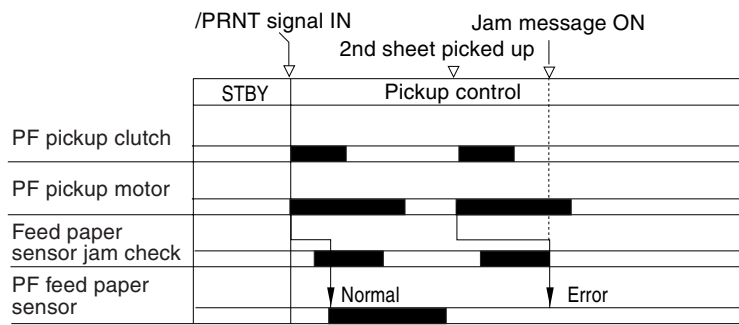 /PRNT signal IN
Jam message ON
2nd sheet picked up
STBY
Pickup control
PF pickup clutch
PF pickup motor
Feed paper
sensor jam check
PF feed paper
sensor
Normal
Error